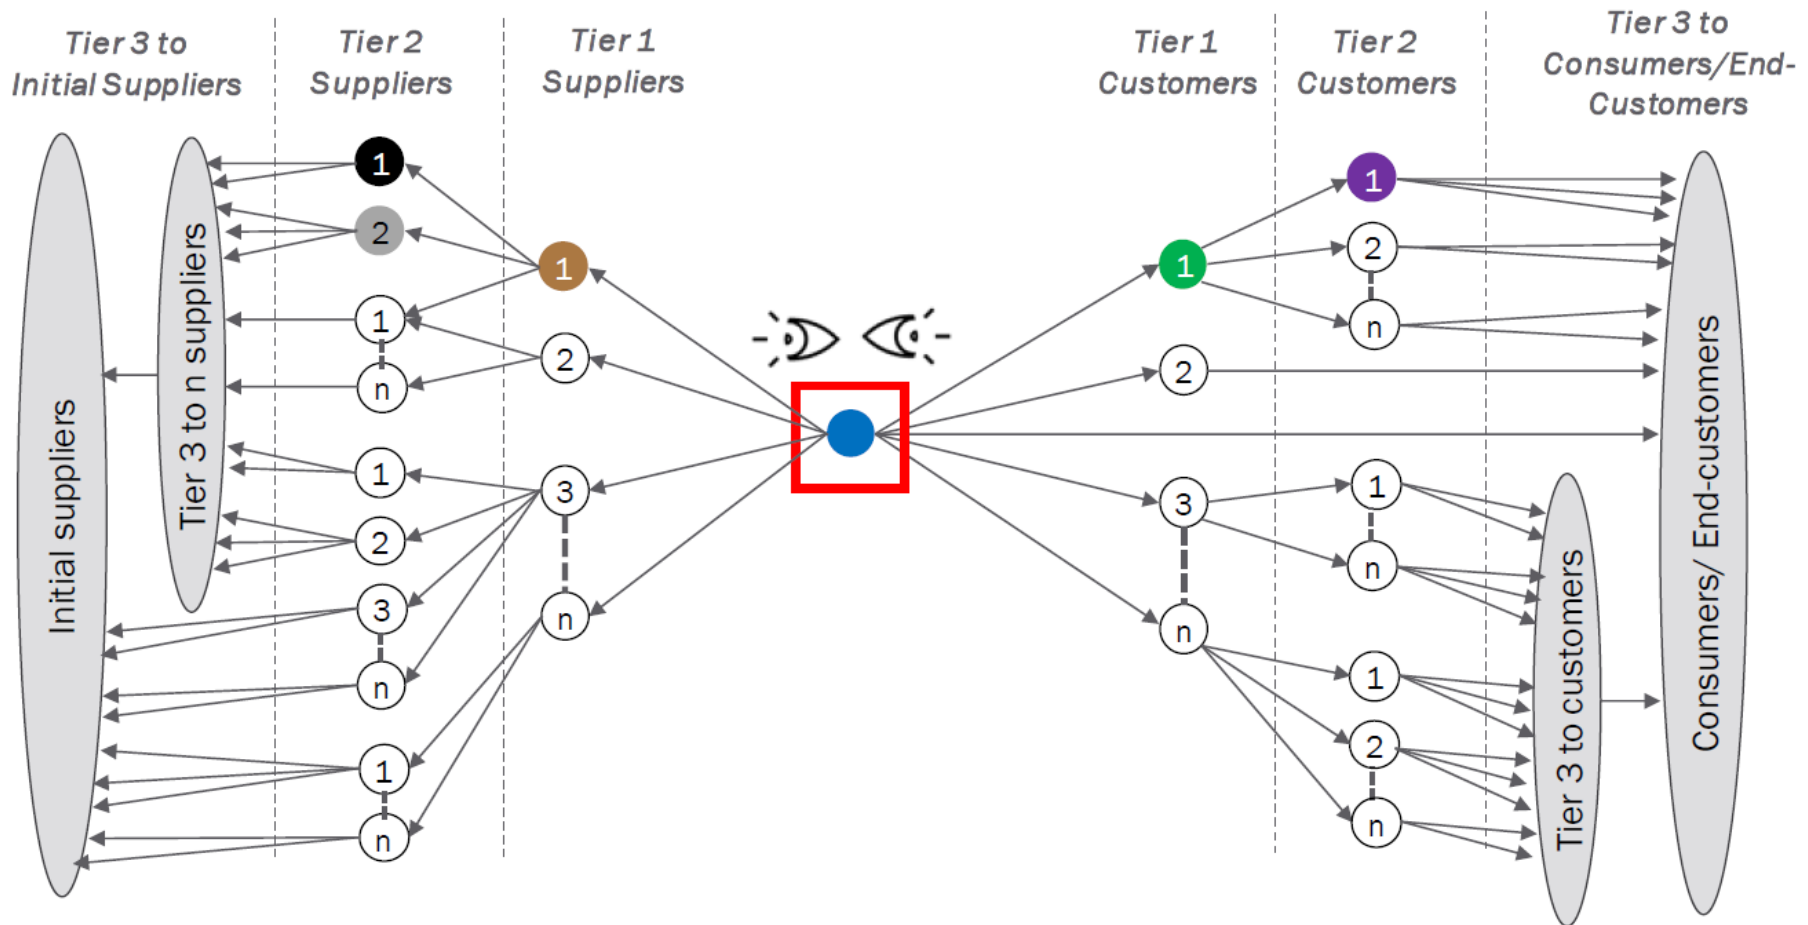 Tier 3 to
Initial Suppliers
Tier 2
Suppliers
Tier 1
Suppliers
Tier 1
Customers
Tier 2
Customers
Tier 3 to
Consumers/End-
Customers
Initial suppliers
Tier 3 to n suppliers
1
2
1
n
1
2
3
n
1
n
1
2
3
n
1
2
3
n
1
2
n
1
n
1
2
n
Tier 3 to customers
Consumers/ End-customers